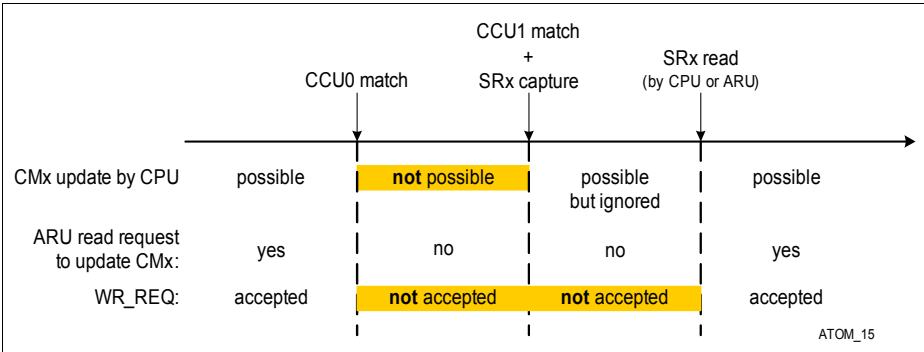 CCU1 match
+
SRx capture
SRx read
(by CPU or ARU)
CCU0 match
CMx update by CPU
possible
not possible
possible
but ignored
possible
ARU read request
to update CMx:
yes
no
no
yes
WR_REQ:
accepted
not accepted
not accepted
accepted
ATOM_15